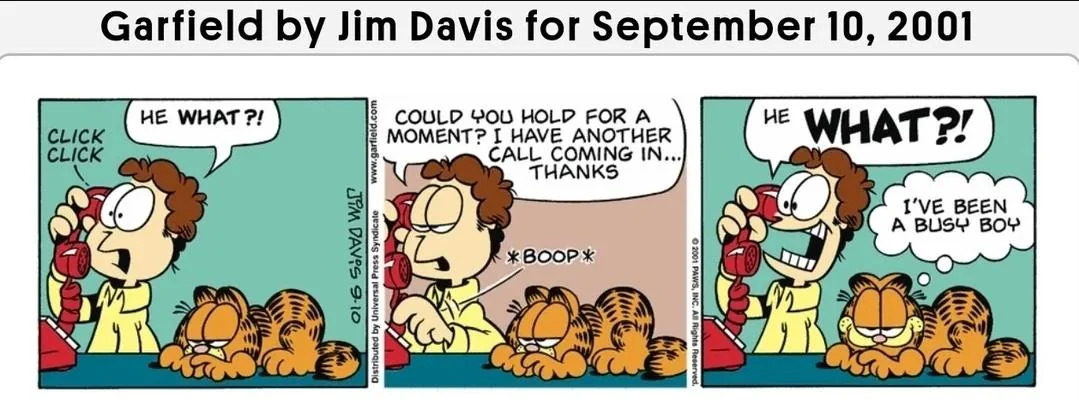 Garfield by Jim Davis for September 10, 2001
CLICK
CLICK
HE WHAT?!
JIM DAVIS 9-10
www.garfield.com
Distributed by Universal Press Syndicate
COULD YOU HOLD FOR A
MOMENT? I HAVE ANOTHER
CALL COMING IN...
THANKS
*BOOP*
© 2001 PAWS, INC. All Rights Reserved.
HE WHAT?!
I'VE BEEN
A BUSY BOY